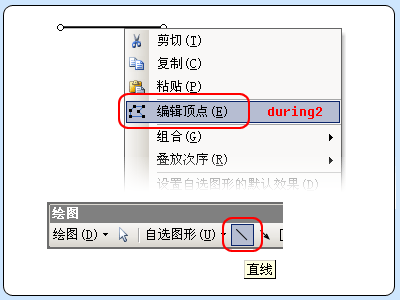 剪切(T)
复制(C)
粘贴(P)
编辑顶点(E) during2
组合(G)
叠放次序(R)
设置自选图形的默认效果(D)
绘图
绘图(D) 自选图形(U)
直线